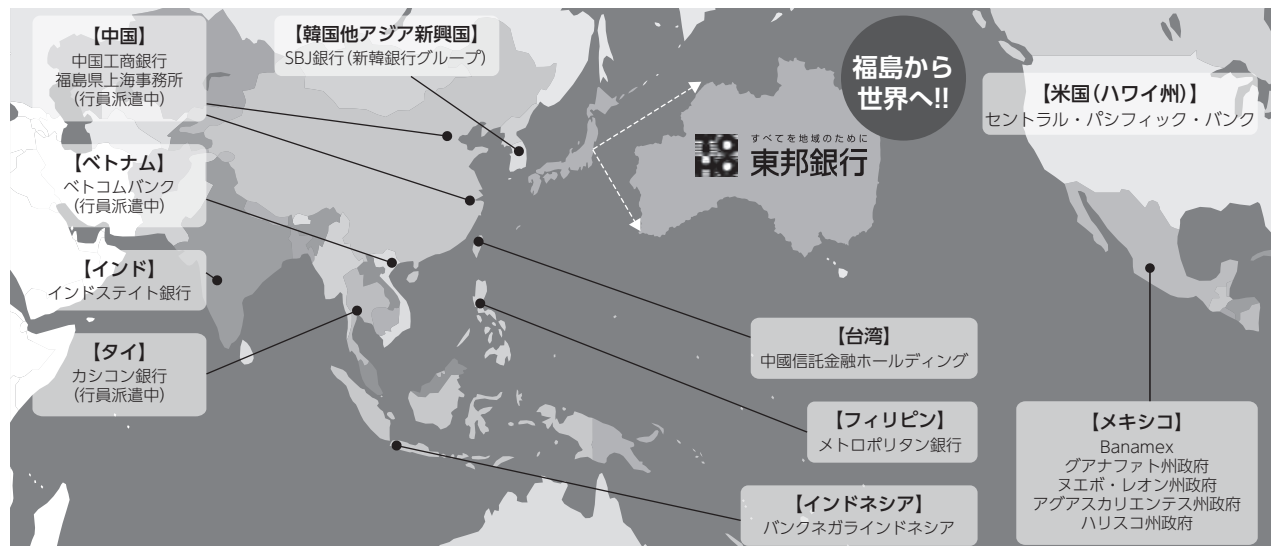 【中国】
中国工商銀行
福島県上海事務所
(行員派遣中)
【韓国他アジア新興国】
SBJ銀行(新韓銀行グループ)
福島から
世界へ!!
【米国(ハワイ州)】
セントラル・パシフィック・バンク
【ベトナム】
ベトコムバンク
(行員派遣中)
TO
HO
すべてを地域のために
東邦銀行
【インド】
インドステイト銀行
【タイ】
カシコン銀行
(行員派遣中)
【台湾】
中國信託金融ホールディング
【フィリピン】
メトロポリタン銀行
【インドネシア】
バンクネガラインドネシア
【メキシコ】
Banamex
グアナファト州政府
ヌエボ・レオン州政府
アグアスカリエンテス州政府
ハリスコ州政府